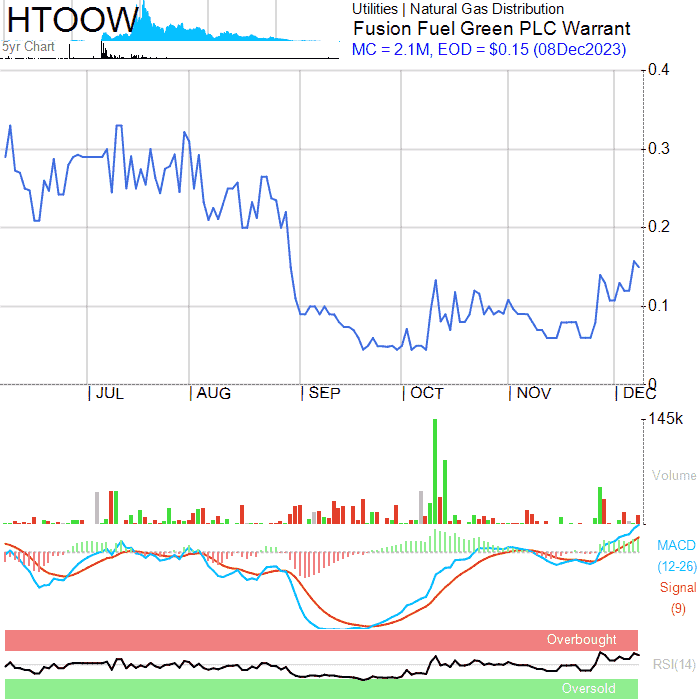 HTOOW
5yr Chart
Utilities | Natural Gas Distribution
Fusion Fuel Green PLC Warrant
MC = 2.1M, EOD = $0.15 (08Dec2023)
0.4
0.3
0.2
0.1
0
JUL AUG SEP OCT NOV DEC
145k
Volume
MACD
(12-26)
Signal
(9)
Overbought
RSI(14)
Oversold